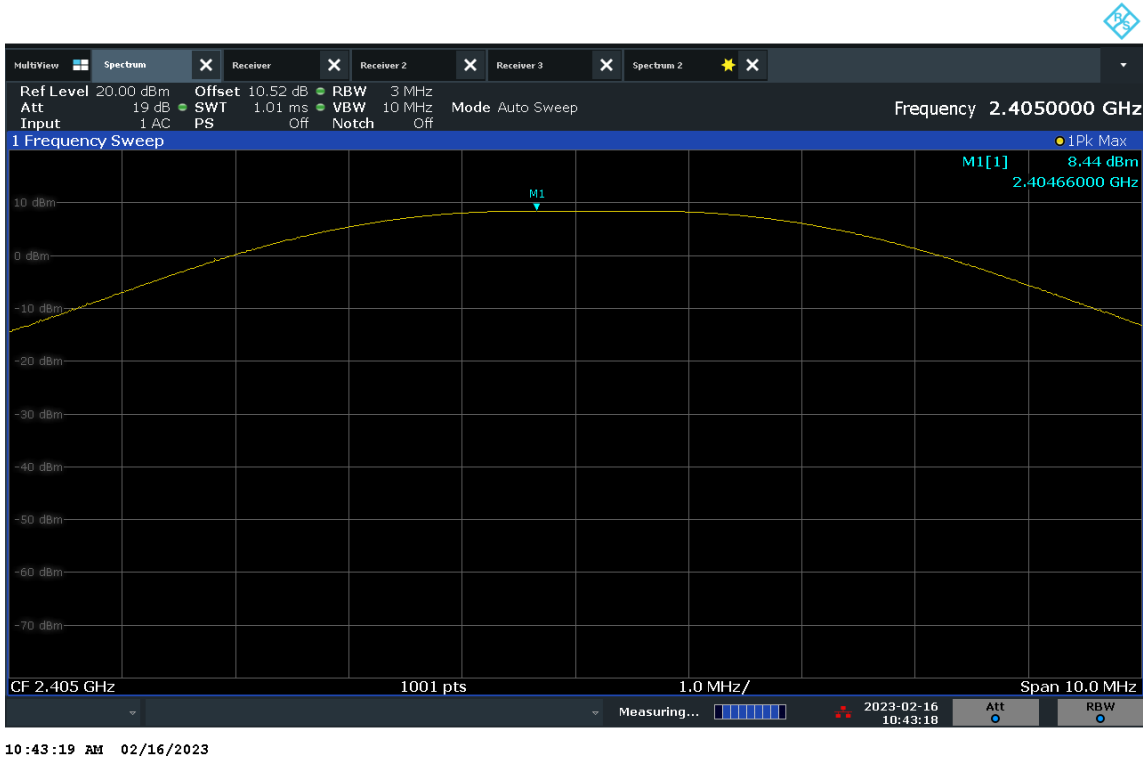 R S
MultiView Spectrum Receiver Receiver 2 Receiver 3 Spectrum 2
Ref Level 20.00 dBm Offset 10.52 dB RBW 3 MHz
Att 19 dB SWT 1.01 ms VBW 10 MHz Mode Auto Sweep
Input 1 AC PS Off Notch Off
Frequency 2.4050000 GHz
1 Frequency Sweep 1Pk Max
M1[1] 8.44 dBm
2.40466000 GHz
M1
10 dBm
0 dBm
-10 dBm
-20 dBm
-30 dBm
-40 dBm
-50 dBm
-60 dBm
-70 dBm
CF 2.405 GHz 1001 pts 1.0 MHz/ Span 10.0 MHz
Measuring... 2023-02-16 Att RBW
10:43:18
10:43:19 AM 02/16/2023